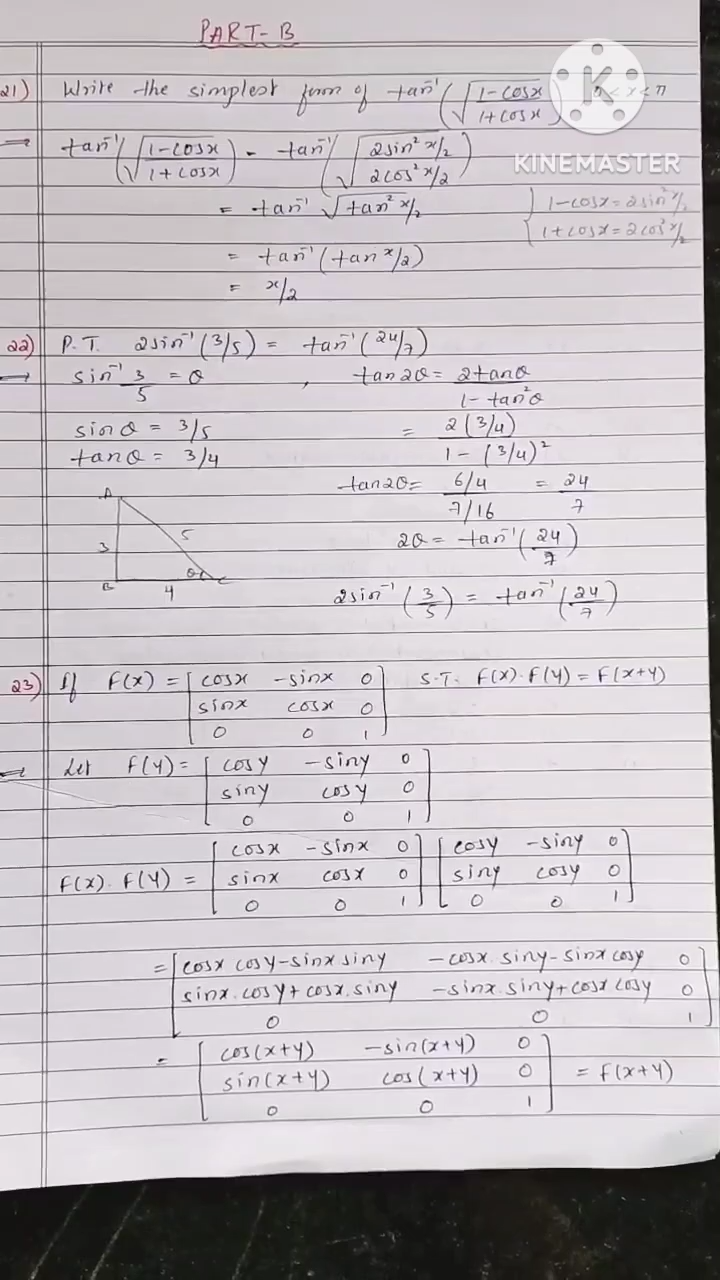 PART-B
21) Write the simplest form of tan⁻¹(√(1-cosx/1+cosx)) < x < π
→ tan⁻¹(√(1-cosx/1+cosx)) = tan⁻¹(√(2sin² x/2 / 2cos² x/2))
= tan⁻¹ √(tan² x/2) { 1-cosx = 2sin² x/2
= tan⁻¹(tan x/2) { 1+cosx = 2cos² x/2
= x/2
22) P.T. 2sin⁻¹(3/5) = tan⁻¹(24/7)
→ sin⁻¹ 3/5 = θ , tan2θ = 2tanθ / 1-tan²θ
sinθ = 3/5 = 2(3/4) / 1-(3/4)²
tanθ = 3/4
tan2θ = 6/4 / 7/16 = 24/7
A 3 5 B 4 θ C
2θ = tan⁻¹(24/7)
2sin⁻¹(3/5) = tan⁻¹(24/7)
23) If F(x) = [cosx -sinx 0 S.T. F(x).F(y) = F(x+y)
sinx cosx 0
0 0 1]
→ Let F(y) = [cosy -siny 0
siny cosy 0
0 0 1]
F(x).F(y) = [cosx -sinx 0 [cosy -siny 0
sinx cosx 0 siny cosy 0
0 0 1] 0 0 1]
= [cosx cosy-sinx siny -cosx.siny-sinx cosy 0
sinx.cosy+cosx.siny -sinx.siny+cosx cosy 0
0 0 1]
= [cos(x+y) -sin(x+y) 0
sin(x+y) cos(x+y) 0 = F(x+y)
0 0 1]
K
KINEMASTER